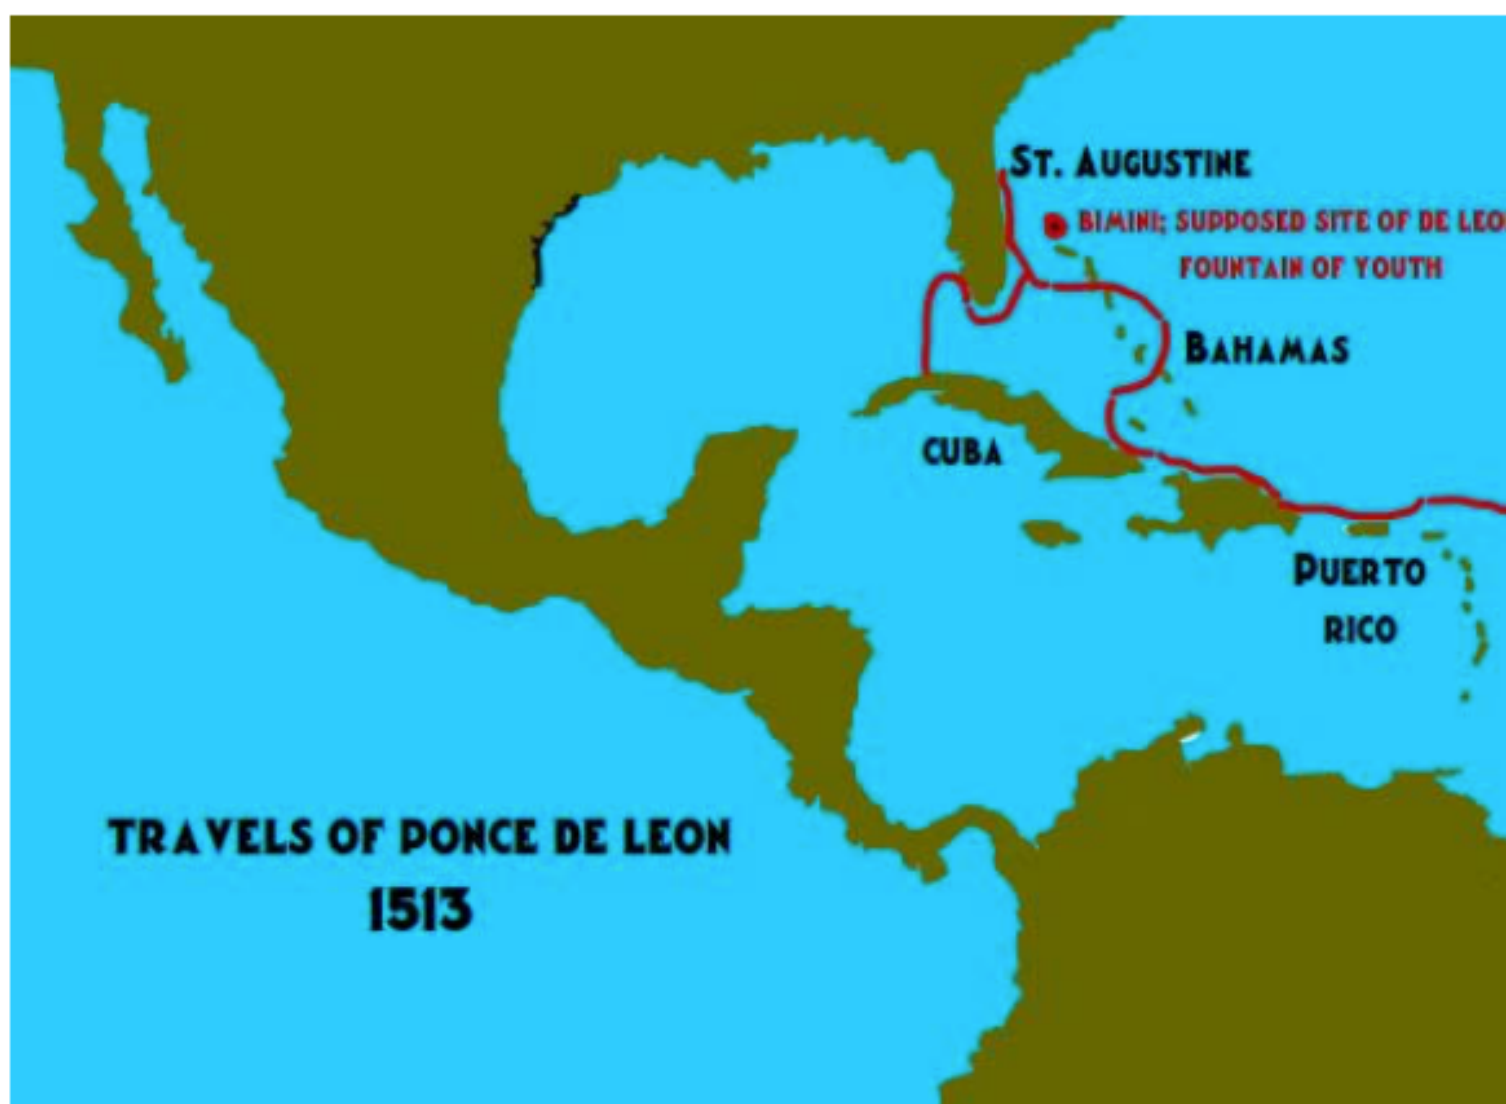 ST. AUGUSTINE
BIMINI; SUPPOSED SITE OF DE LEO
FOUNTAIN OF YOUTH
BAHAMAS
CUBA
PUERTO
RICO
TRAVELS OF PONCE DE LEON
1513